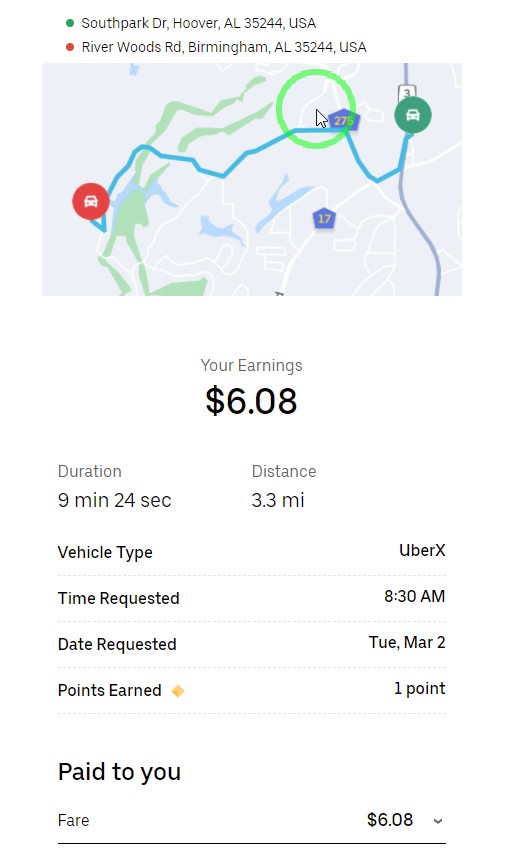 Southpark Dr, Hoover, AL 35244, USA
River Woods Rd, Birmingham, AL 35244, USA
3
275
17
Your Earnings
$6.08
Duration
Distance
9 min 24 sec
3.3 mi
Vehicle Type
UberX
Time Requested
8:30 AM
Date Requested
Tue, Mar 2
Points Earned
1 point
Paid to you
Fare
$6.08